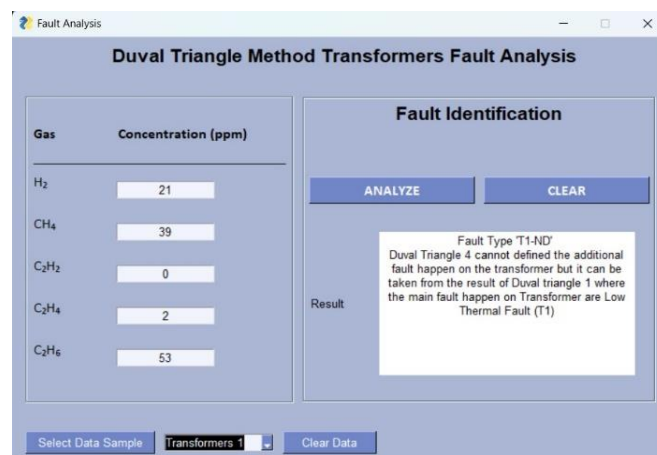 Fault Analysis
Duval Triangle Method Transformers Fault Analysis
Gas Concentration (ppm)
H₂ 21
CH₄ 39
C₂H₂ 0
C₂H₄ 2
C₂H₆ 53
Fault Identification
ANALYZE CLEAR
Result
Fault Type 'T1-ND'
Duval Triangle 4 cannot defined the additional
fault happen on the transformer but it can be
taken from the result of Duval triangle 1 where
the main fault happen on Transformer are Low
Thermal Fault (T1)
Select Data Sample Transformers 1 Clear Data